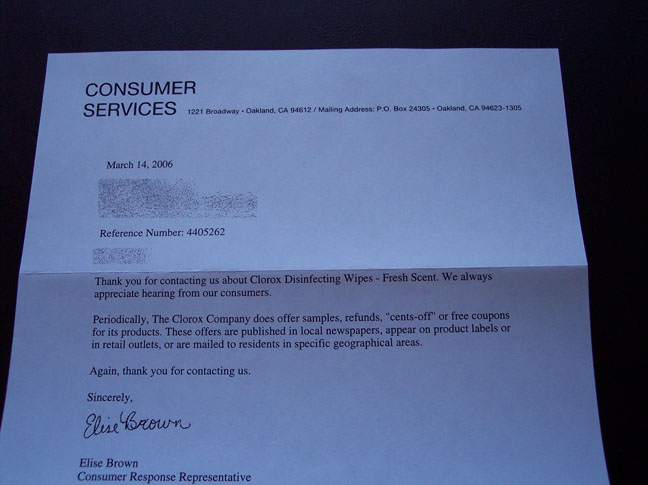 CONSUMER
SERVICES 1221 Broadway • Oakland, CA 94612 / Mailing Address: P.O. Box 24305 • Oakland, CA 94623-1305
March 14, 2006
Reference Number: 4405262
Thank you for contacting us about Clorox Disinfecting Wipes - Fresh Scent. We always
appreciate hearing from our consumers.
Periodically, The Clorox Company does offer samples, refunds, "cents-off" or free coupons
for its products. These offers are published in local newspapers, appear on product labels or
in retail outlets, or are mailed to residents in specific geographical areas.
Again, thank you for contacting us.
Sincerely,
Elise Brown
Elise Brown
Consumer Response Representative